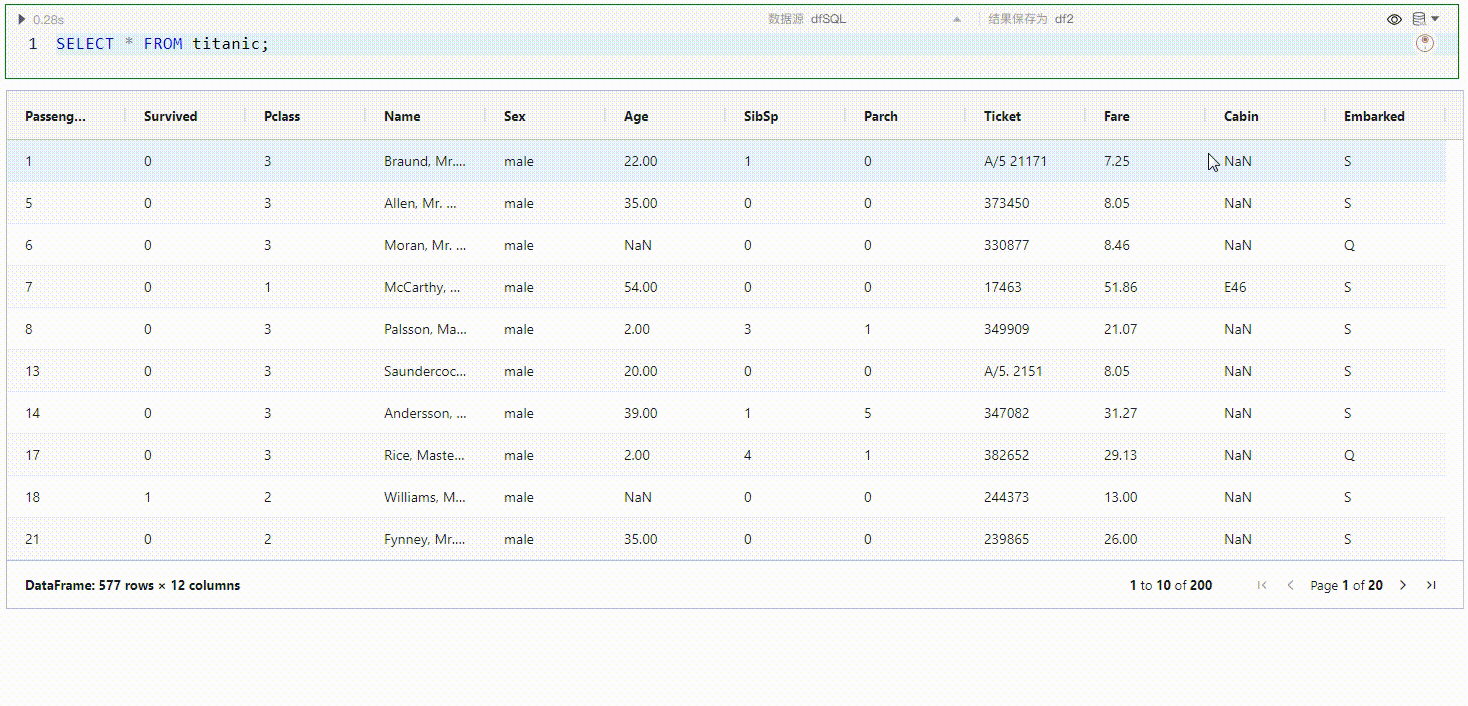 0.28s 数据源 dfSQL 结果保存为 df2
1 SELECT * FROM titanic;
Passeng... Survived Pclass Name Sex Age SibSp Parch Ticket Fare Cabin Embarked
1 0 3 Braund, Mr.... male 22.00 1 0 A/5 21171 7.25 NaN S
5 0 3 Allen, Mr. ... male 35.00 0 0 373450 8.05 NaN S
6 0 3 Moran, Mr. ... male NaN 0 0 330877 8.46 NaN Q
7 0 1 McCarthy, ... male 54.00 0 0 17463 51.86 E46 S
8 0 3 Palsson, Ma... male 2.00 3 1 349909 21.07 NaN S
13 0 3 Saundercoc... male 20.00 0 0 A/5. 2151 8.05 NaN S
14 0 3 Andersson, ... male 39.00 1 5 347082 31.27 NaN S
17 0 3 Rice, Maste... male 2.00 4 1 382652 29.13 NaN Q
18 1 2 Williams, M... male NaN 0 0 244373 13.00 NaN S
21 0 2 Fynney, Mr.... male 35.00 0 0 239865 26.00 NaN S
DataFrame: 577 rows × 12 columns 1 to 10 of 200 Page 1 of 20